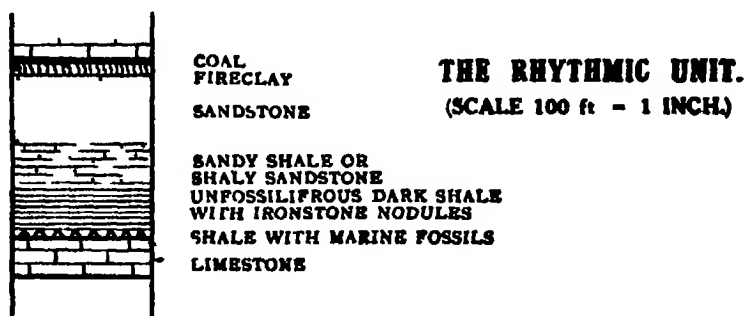 COAL
FIRECLAY
SANDSTONE
SANDY SHALE OR
SHALY SANDSTONE
UNFOSSILIFROUS DARK SHALE
WITH IRONSTONE NODULES
SHALE WITH MARINE FOSSILS
LIMESTONE
THE RHYTHMIC UNIT.
(SCALE 100 ft = 1 INCH.)